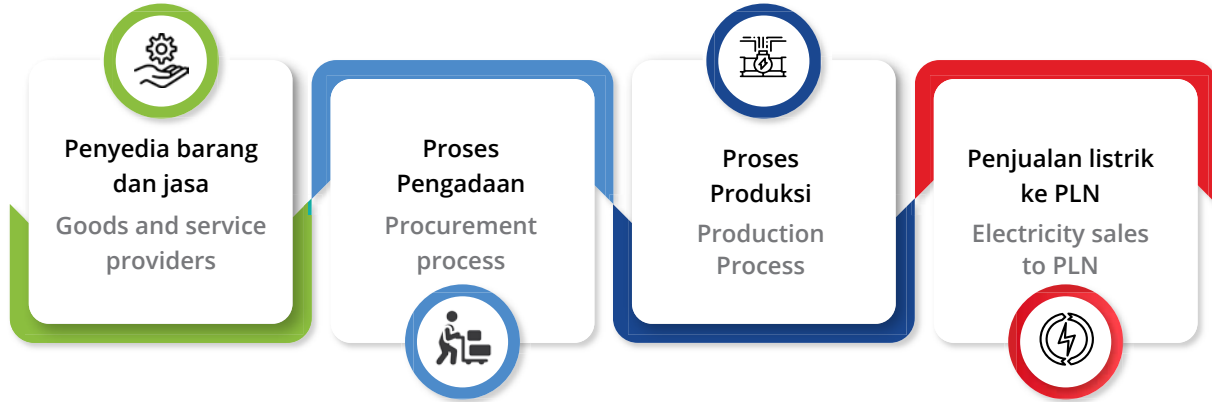 Penyedia barang
dan jasa
Goods and service
providers
Proses
Pengadaan
Procurement
process
Proses
Produksi
Production
Process
Penjualan listrik
ke PLN
Electricity sales
to PLN